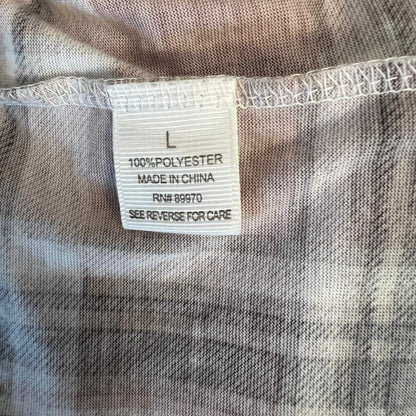 L
100%POLYESTER
MADE IN CHINA
RN# 89970
SEE REVERSE FOR CARE